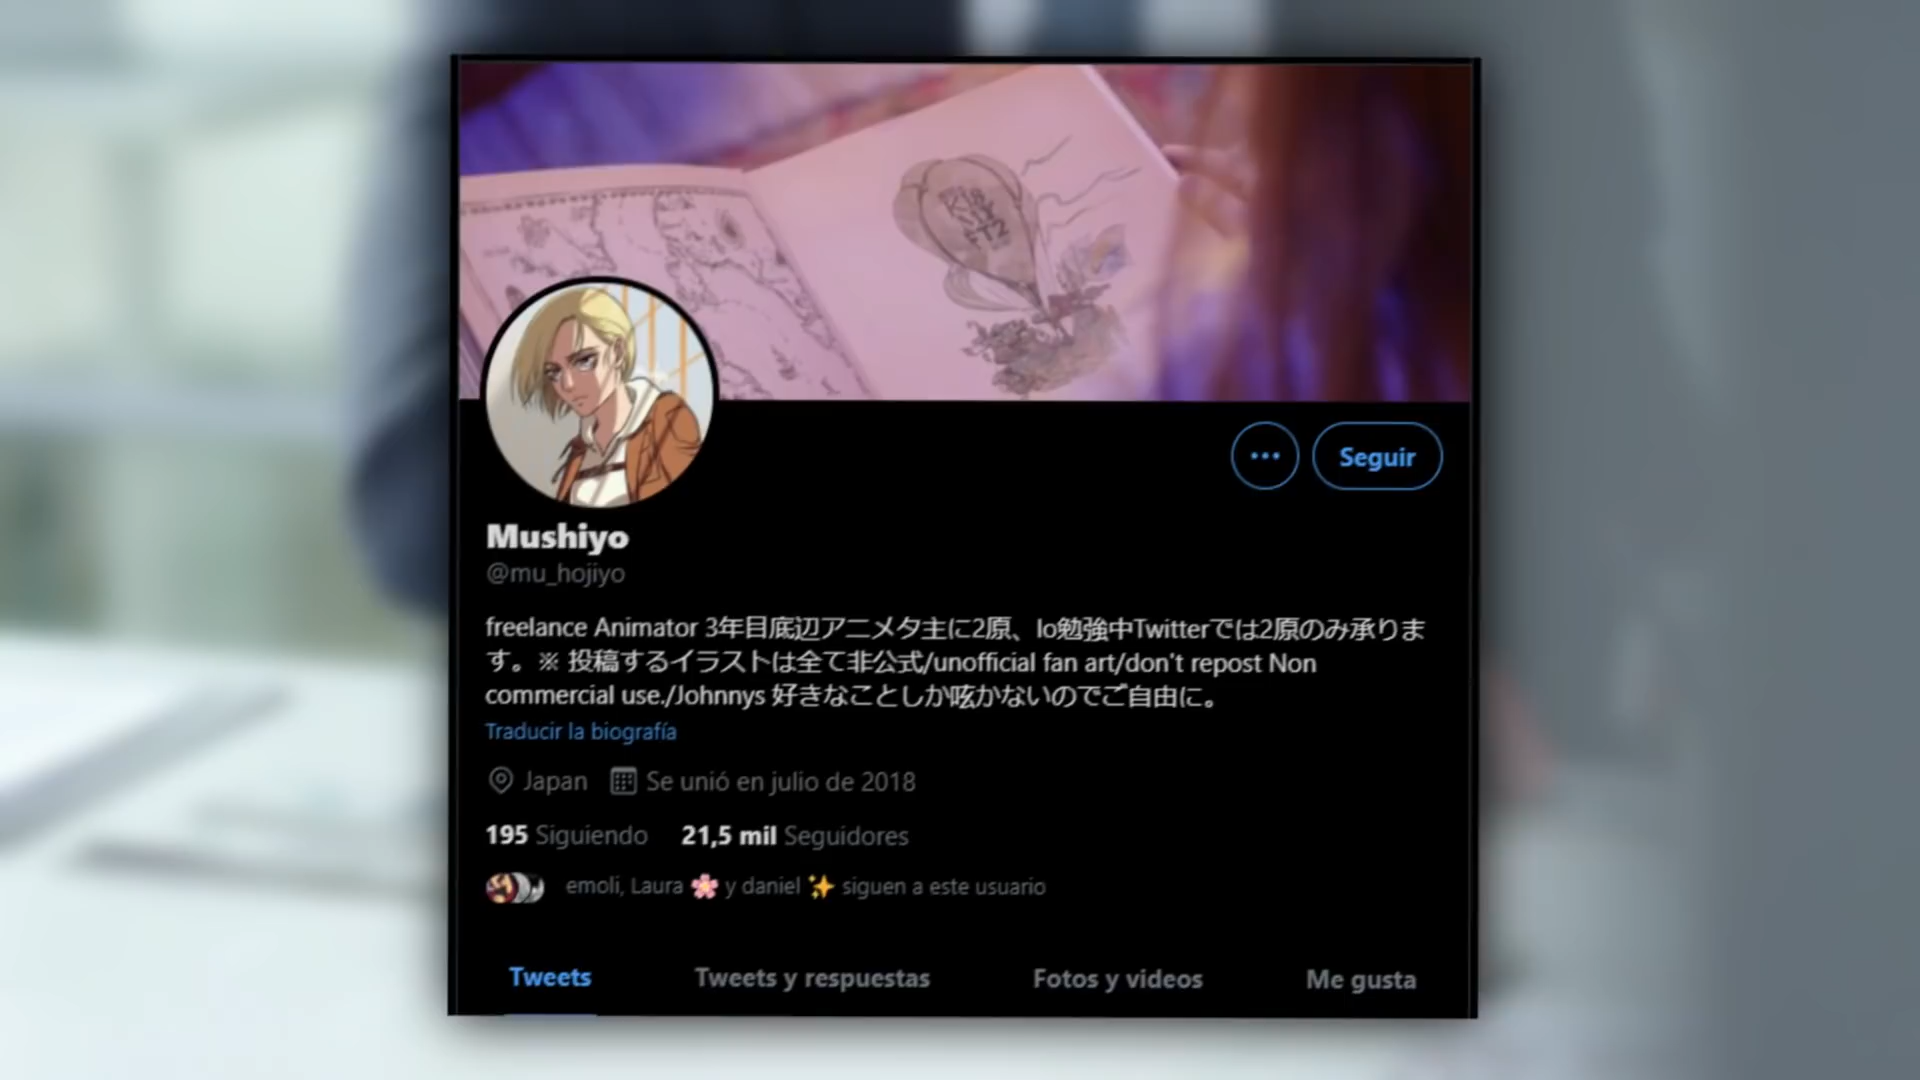 Seguir
Mushiyo
@mu_hojiyo
freelance Animator 3年目底辺アニメタ主に2原、lo勉強中Twitterでは2原のみ承りま
す。※ 投稿するイラストは全て非公式/unofficial fan art/don't repost Non
commercial use./Johnnys 好きなことしか呟かないのでご自由に。
Traducir la biografía
Japan Se unió en julio de 2018
195 Siguiendo 21,5 mil Seguidores
emoli, Laura 🌸 y daniel ✨ siguen a este usuario
Tweets Tweets y respuestas Fotos y videos Me gusta